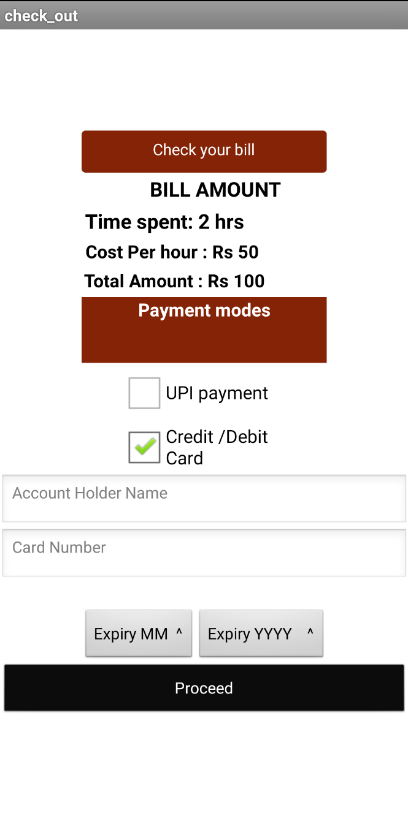 check_out
Check your bill
BILL AMOUNT
Time spent: 2 hrs
Cost Per hour : Rs 50
Total Amount : Rs 100
Payment modes
UPI payment
Credit /Debit
Card
Account Holder Name
Card Number
Expiry MM ^ Expiry YYYY ^
Proceed